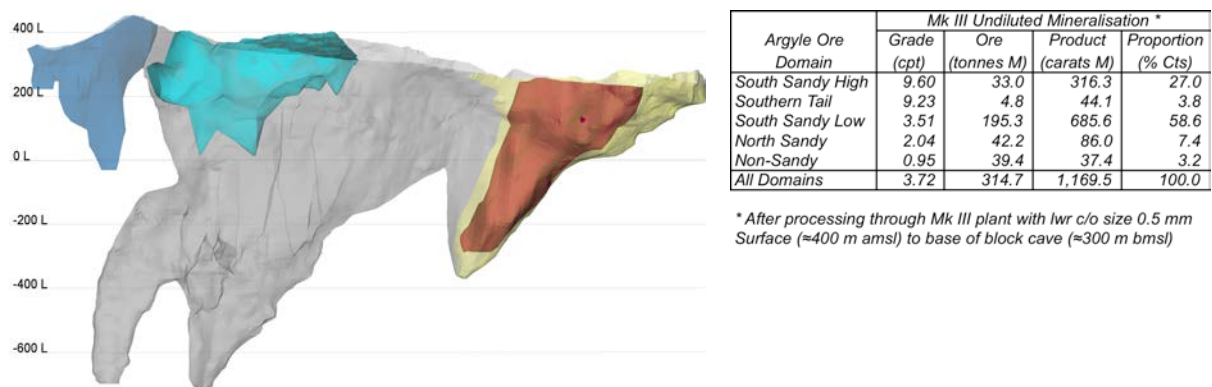 400 L
200 L
0 L
-200 L
-400 L
-600 L
Mk III Undiluted Mineralisation *
Argyle Ore Grade Ore Product Proportion
Domain (cpt) (tonnes M) (carats M) (% Cts)
South Sandy High 9.60 33.0 316.3 27.0
Southern Tail 9.23 4.8 44.1 3.8
South Sandy Low 3.51 195.3 685.6 58.6
North Sandy 2.04 42.2 86.0 7.4
Non-Sandy 0.95 39.4 37.4 3.2
All Domains 3.72 314.7 1,169.5 100.0
* After processing through Mk III plant with lwr c/o size 0.5 mm
Surface (≈400 m amsl) to base of block cave (≈300 m bmsl)